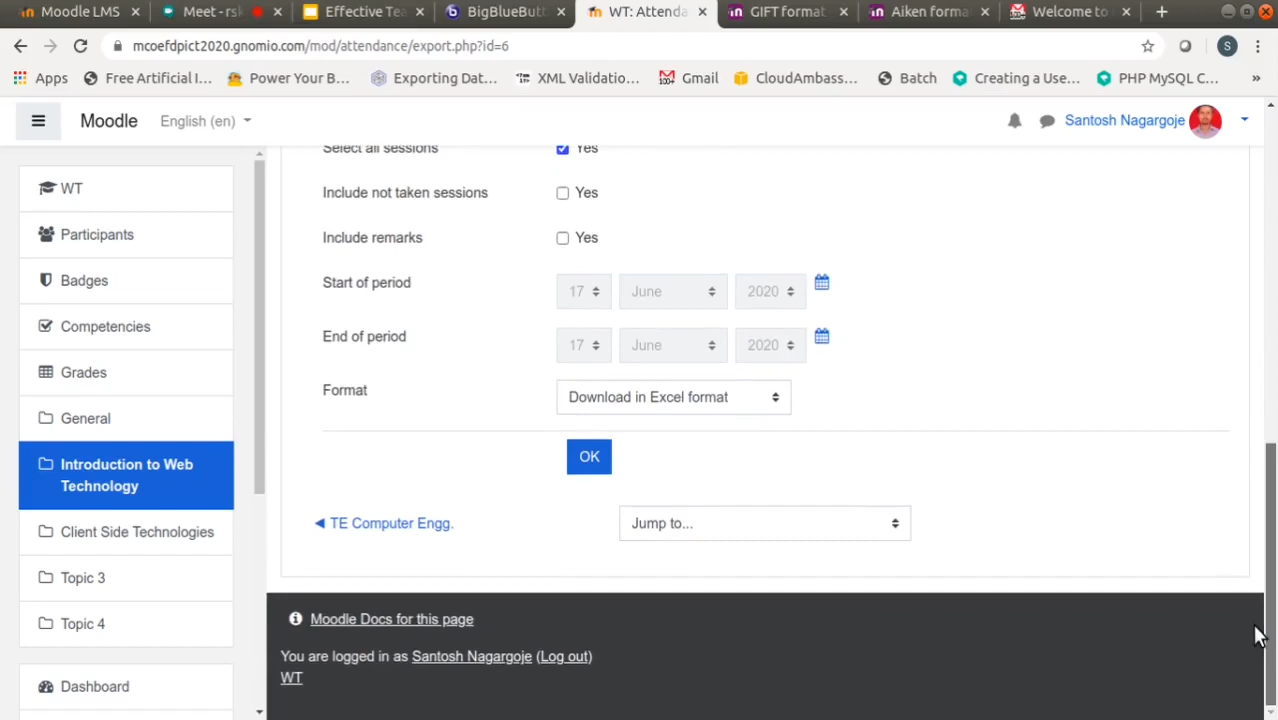 Moodle LMS
Meet - rsk
Effective Tea
BigBlueButt
WT: Attenda
GIFT format
Aiken forma
Welcome to
mcoefdpict2020.gnomio.com/mod/attendance/export.php?id=6
S
Apps
Free Artificial I...
Power Your B...
Exporting Dat...
XML Validatio...
Gmail
CloudAmbass...
Batch
Creating a Use...
PHP MySQL C...
»
Moodle
English (en)
Santosh Nagargoje
WT
Participants
Badges
Competencies
Grades
General
Introduction to Web
Technology
Client Side Technologies
Topic 3
Topic 4
Dashboard
Select all sessions Yes
Include not taken sessions Yes
Include remarks Yes
Start of period 17 June 2020
End of period 17 June 2020
Format Download in Excel format
OK
◀ TE Computer Engg. Jump to...
Moodle Docs for this page
You are logged in as Santosh Nagargoje (Log out)
WT